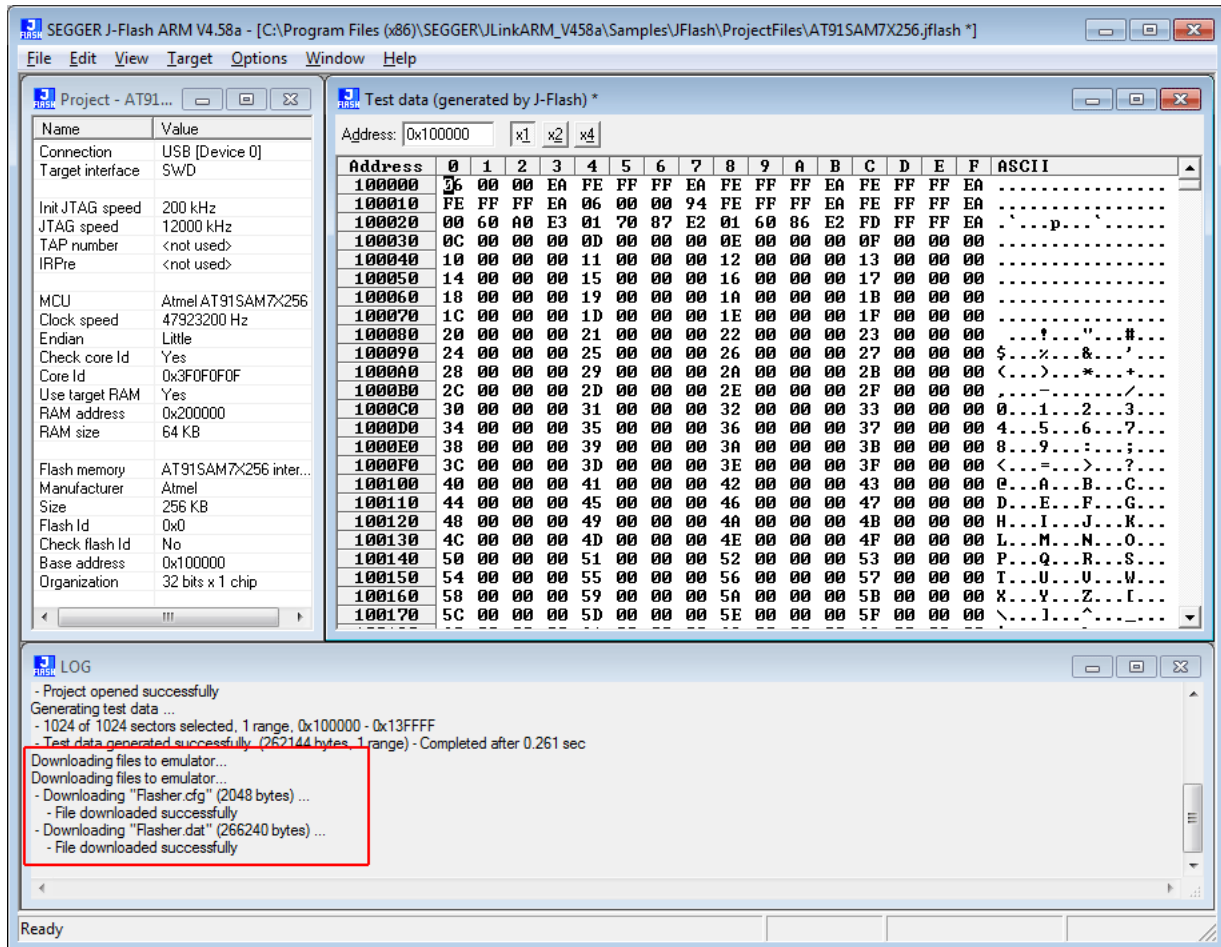 SEGGER J-Flash ARM V4.58a - [C:\Program Files (x86)\SEGGER\JLinkARM_V458a\Samples\JFlash\ProjectFiles\AT91SAM7X256.jflash *]
File Edit View Target Options Window Help
Project - AT91...
Name Value
Connection USB [Device 0]
Target interface SWD
Init JTAG speed 200 kHz
JTAG speed 12000 kHz
TAP number <not used>
IRPre <not used>
MCU Atmel AT91SAM7X256
Clock speed 47923200 Hz
Endian Little
Check core Id Yes
Core Id 0x3F0F0F0F
Use target RAM Yes
RAM address 0x200000
RAM size 64 KB
Flash memory AT91SAM7X256 inter...
Manufacturer Atmel
Size 256 KB
Flash Id 0x0
Check flash Id No
Base address 0x100000
Organization 32 bits x 1 chip
Test data (generated by J-Flash) *
Address: 0x100000 x1 x2 x4
Address 0 1 2 3 4 5 6 7 8 9 A B C D E F ASCII
100000 06 00 00 EA FE FF FF EA FE FF FF EA FE FF FF EA ................
100010 FE FF FF EA 06 00 00 94 FE FF FF EA FE FF FF EA ................
100020 00 60 A0 E3 01 70 87 E2 01 60 86 E2 FD FF FF EA .`...p...`......
100030 0C 00 00 00 0D 00 00 00 0E 00 00 00 0F 00 00 00 ................
100040 10 00 00 00 11 00 00 00 12 00 00 00 13 00 00 00 ................
100050 14 00 00 00 15 00 00 00 16 00 00 00 17 00 00 00 ................
100060 18 00 00 00 19 00 00 00 1A 00 00 00 1B 00 00 00 ................
100070 1C 00 00 00 1D 00 00 00 1E 00 00 00 1F 00 00 00 ................
100080 20 00 00 00 21 00 00 00 22 00 00 00 23 00 00 00  ...!..."...#...
100090 24 00 00 00 25 00 00 00 26 00 00 00 27 00 00 00 $...%...&...'...
1000A0 28 00 00 00 29 00 00 00 2A 00 00 00 2B 00 00 00 (...)...*...+...
1000B0 2C 00 00 00 2D 00 00 00 2E 00 00 00 2F 00 00 00 ,...-......./...
1000C0 30 00 00 00 31 00 00 00 32 00 00 00 33 00 00 00 0...1...2...3...
1000D0 34 00 00 00 35 00 00 00 36 00 00 00 37 00 00 00 4...5...6...7...
1000E0 38 00 00 00 39 00 00 00 3A 00 00 00 3B 00 00 00 8...9...:...;...
1000F0 3C 00 00 00 3D 00 00 00 3E 00 00 00 3F 00 00 00 <...=...>...?...
100100 40 00 00 00 41 00 00 00 42 00 00 00 43 00 00 00 @...A...B...C...
100110 44 00 00 00 45 00 00 00 46 00 00 00 47 00 00 00 D...E...F...G...
100120 48 00 00 00 49 00 00 00 4A 00 00 00 4B 00 00 00 H...I...J...K...
100130 4C 00 00 00 4D 00 00 00 4E 00 00 00 4F 00 00 00 L...M...N...O...
100140 50 00 00 00 51 00 00 00 52 00 00 00 53 00 00 00 P...Q...R...S...
100150 54 00 00 00 55 00 00 00 56 00 00 00 57 00 00 00 T...U...V...W...
100160 58 00 00 00 59 00 00 00 5A 00 00 00 5B 00 00 00 X...Y...Z...[...
100170 5C 00 00 00 5D 00 00 00 5E 00 00 00 5F 00 00 00 \...]...^..._...
LOG
- Project opened successfully
Generating test data ...
- 1024 of 1024 sectors selected, 1 range, 0x100000 - 0x13FFFF
- Test data generated successfully. (262144 bytes, 1 range) - Completed after 0.261 sec
Downloading files to emulator...
Downloading files to emulator...
- Downloading "Flasher.cfg" (2048 bytes) ...
- File downloaded successfully
- Downloading "Flasher.dat" (266240 bytes) ...
- File downloaded successfully
Ready